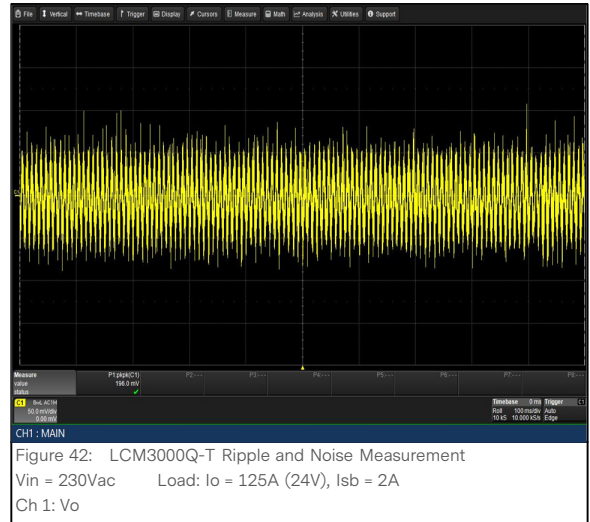 File Vertical Timebase Trigger Display Cursors Measure Math Analysis Utilities Support
Measure P1:pkpk(C1) P2:--- P3:--- P4:--- P5:--- P6:--- P7:--- P8:---
value 196.0 mV
status
C1 BwL AC1M
50.0 mV/div
0.00 mV
Timebase 0 ms Trigger C1
Roll 100 ms/div Auto
10 kS 10.000 kS/s Edge
CH1 : MAIN
Figure 42: LCM3000Q-T Ripple and Noise Measurement
Vin = 230Vac Load: Io = 125A (24V), Isb = 2A
Ch 1: Vo